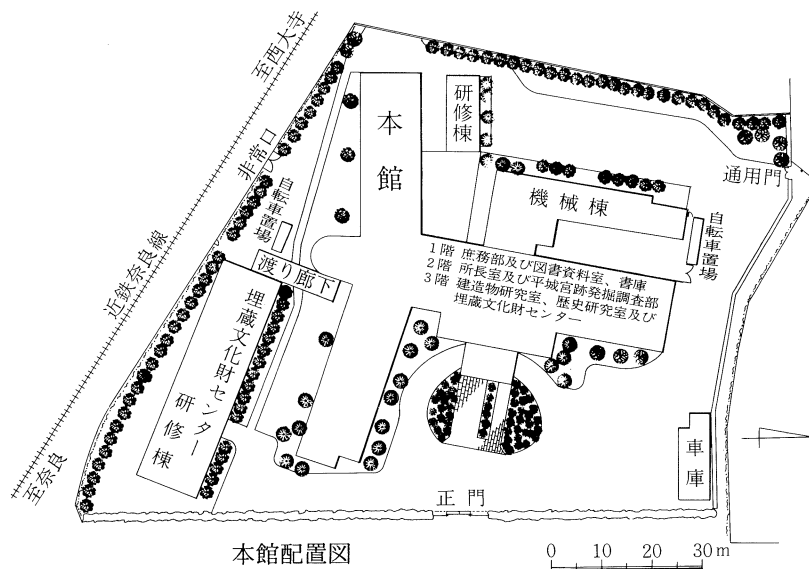 至西大寺
非常口
近鉄奈良線
至奈良
自転車置場
渡り廊下
埋蔵文化財センター
研修棟
本館
研修棟
機械棟
通用門
自転車置場
1階 庶務部及び図書資料室、書庫
2階 所長室及び平城宮跡発掘調査部
3階 建造物研究室、歴史研究室及び
埋蔵文化財センター
車庫
正門
本館配置図
0 10 20 30m